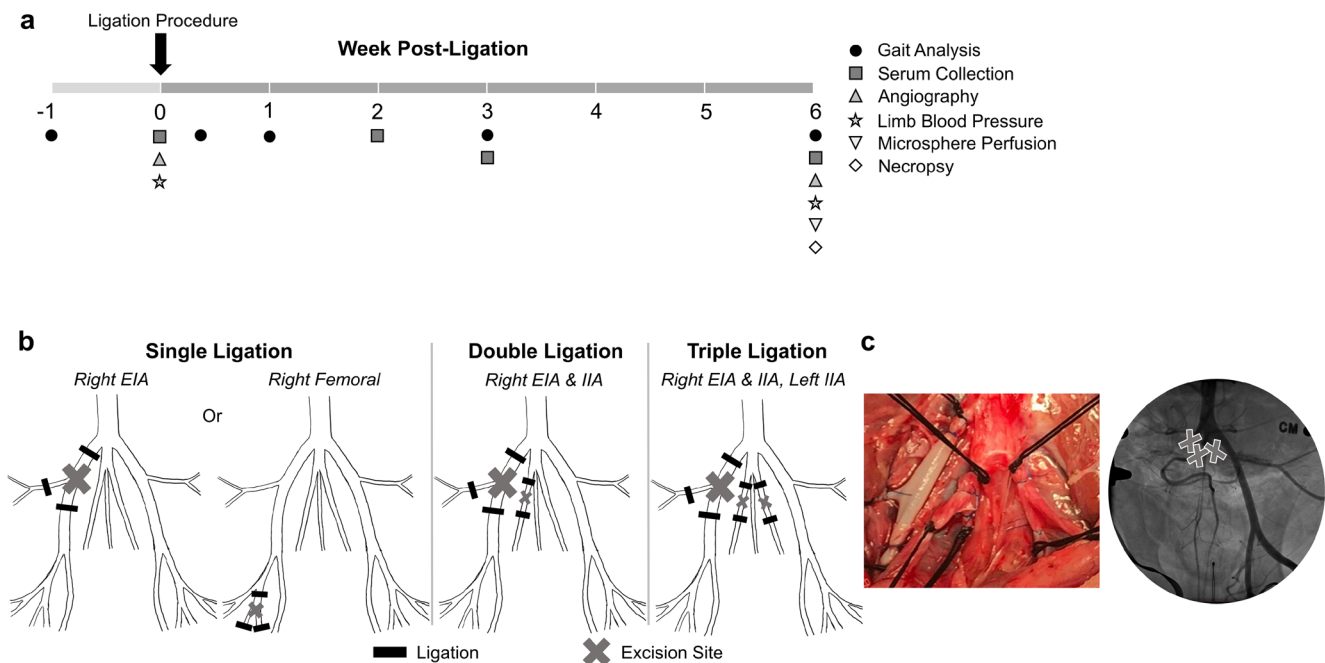 a
Ligation Procedure
Week Post-Ligation
-1 0 1 2 3 4 5 6
Gait Analysis
Serum Collection
Angiography
Limb Blood Pressure
Microsphere Perfusion
Necropsy
b
Single Ligation
Right EIA
Or
Right Femoral
Double Ligation
Right EIA & IIA
Triple Ligation
Right EIA & IIA, Left IIA
Ligation
Excision Site
c
CM